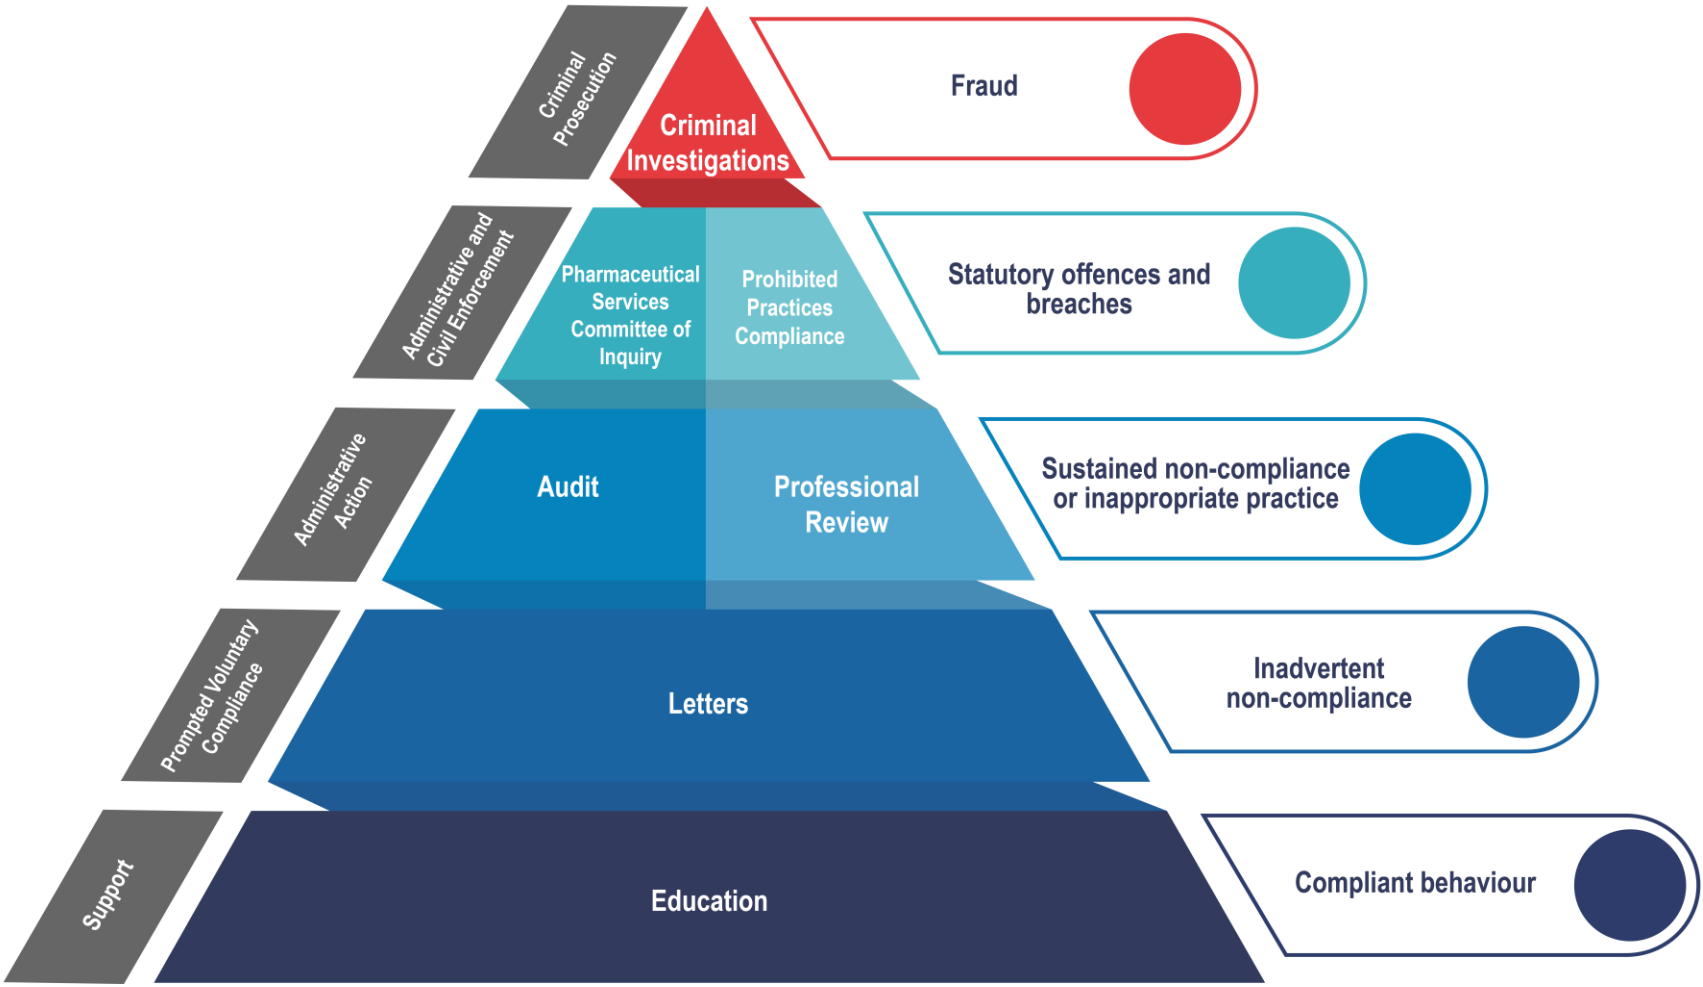 Criminal
Prosecution
Criminal
Investigations
Fraud
Administrative and
Civil Enforcement
Pharmaceutical
Services
Committee of
Inquiry
Prohibited
Practices
Compliance
Statutory offences and
breaches
Administrative
Action
Audit
Professional
Review
Sustained non-compliance
or inappropriate practice
Prompted Voluntary
Compliance
Letters
Inadvertent
non-compliance
Support
Education
Compliant behaviour